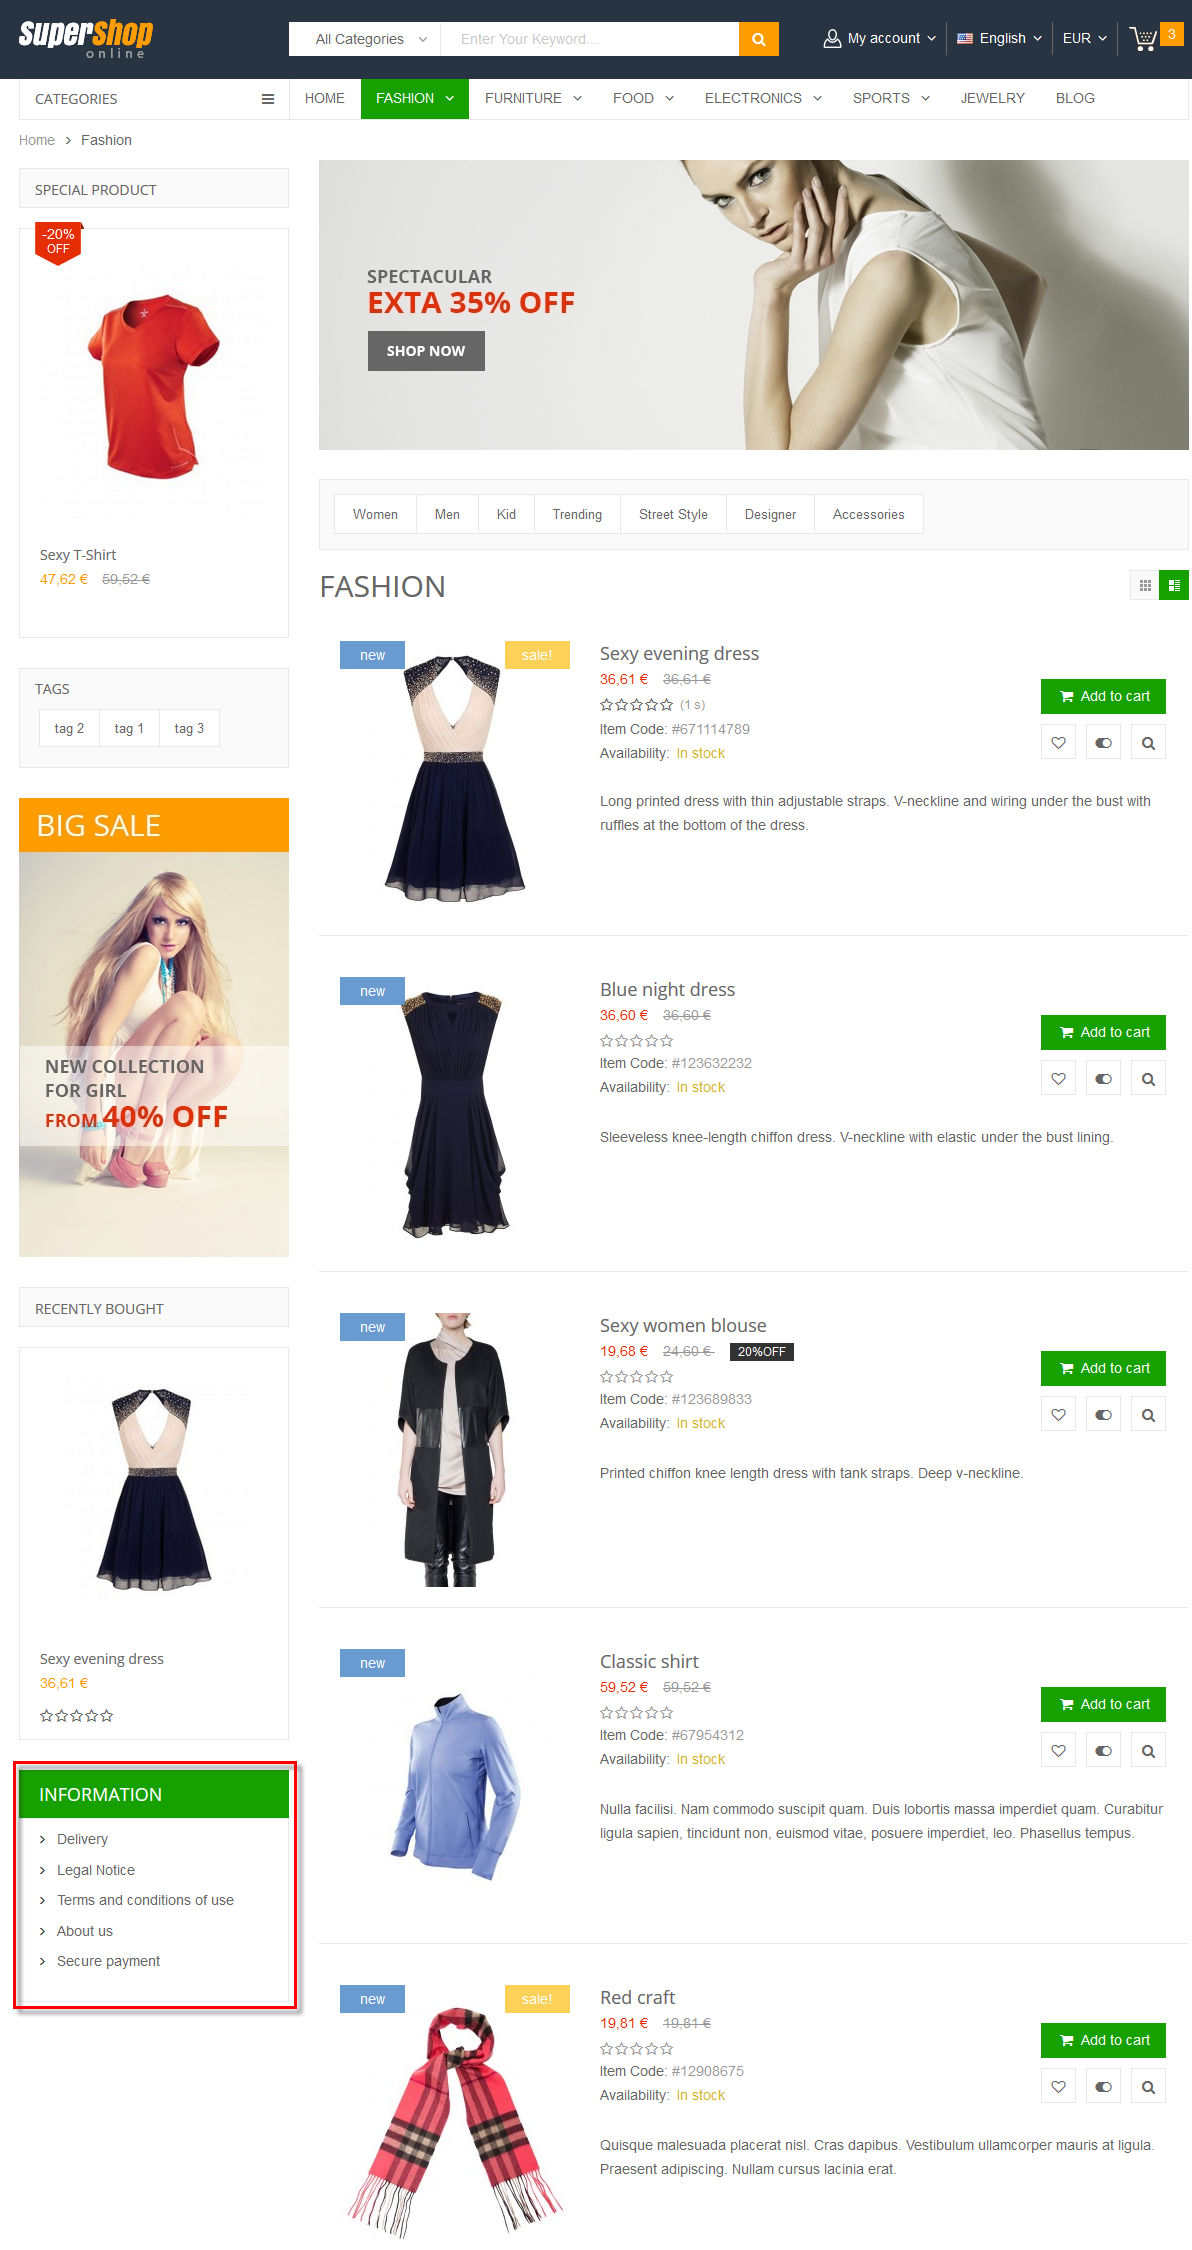 SuperShop
online
All Categories
Enter Your Keyword...
My account
English
EUR
3
CATEGORIES
HOME
FASHION
FURNITURE
FOOD
ELECTRONICS
SPORTS
JEWELRY
BLOG
Home > Fashion
SPECIAL PRODUCT
-20%
OFF
Sexy T-Shirt
47,62 € 59,52 €
TAGS
tag 2
tag 1
tag 3
BIG SALE
NEW COLLECTION
FOR GIRL
FROM 40% OFF
RECENTLY BOUGHT
Sexy evening dress
36,61 €
INFORMATION
Delivery
Legal Notice
Terms and conditions of use
About us
Secure payment
SPECTACULAR
EXTA 35% OFF
SHOP NOW
Women
Men
Kid
Trending
Street Style
Designer
Accessories
FASHION
new
sale!
Sexy evening dress
36,61 € 36,61 €
(1 s)
Item Code: #671114789
Availability: In stock
Add to cart
Long printed dress with thin adjustable straps. V-neckline and wiring under the bust with
ruffles at the bottom of the dress.
new
Blue night dress
36,60 € 36,60 €
Item Code: #123632232
Availability: In stock
Add to cart
Sleeveless knee-length chiffon dress. V-neckline with elastic under the bust lining.
new
Sexy women blouse
19,68 € 24,60 € 20%OFF
Item Code: #123689833
Availability: In stock
Add to cart
Printed chiffon knee length dress with tank straps. Deep v-neckline.
new
Classic shirt
59,52 € 59,52 €
Item Code: #67954312
Availability: In stock
Add to cart
Nulla facilisi. Nam commodo suscipit quam. Duis lobortis massa imperdiet quam. Curabitur
ligula sapien, tincidunt non, euismod vitae, posuere imperdiet, leo. Phasellus tempus.
new
sale!
Red craft
19,81 € 19,81 €
Item Code: #12908675
Availability: In stock
Add to cart
Quisque malesuada placerat nisl. Cras dapibus. Vestibulum ullamcorper mauris at ligula.
Praesent adipiscing. Nullam cursus lacinia erat.